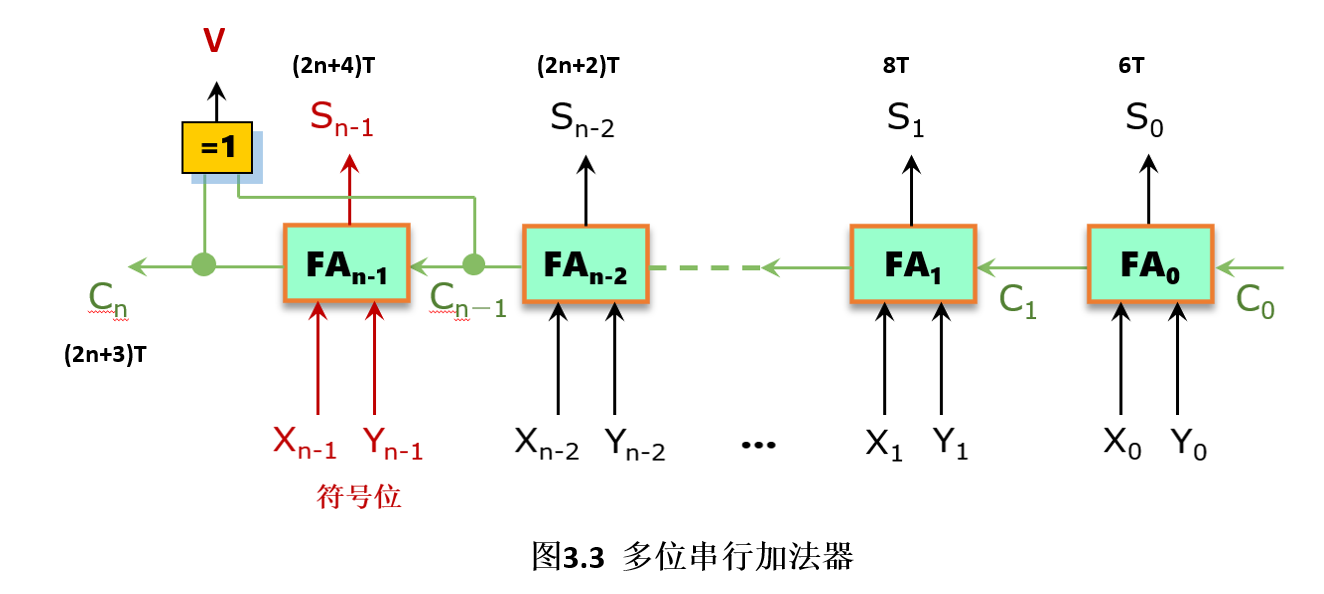 V
(2n+4)T (2n+2)T 8T 6T
Sn-1 Sn-2 S1 S0
=1
FAn-1 FAn-2 FA1 FA0
Cn Cn−1 C1 C0
(2n+3)T
Xn-1 Yn-1 Xn-2 Yn-2 ... X1 Y1 X0 Y0
符号位
图3.3 多位串行加法器